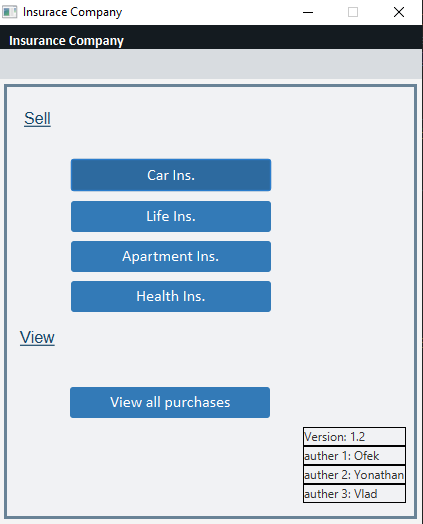 Insurace Company
Insurance Company
Sell
Car Ins.
Life Ins.
Apartment Ins.
Health Ins.
View
View all purchases
Version: 1.2
auther 1: Ofek
auther 2: Yonathan
auther 3: Vlad